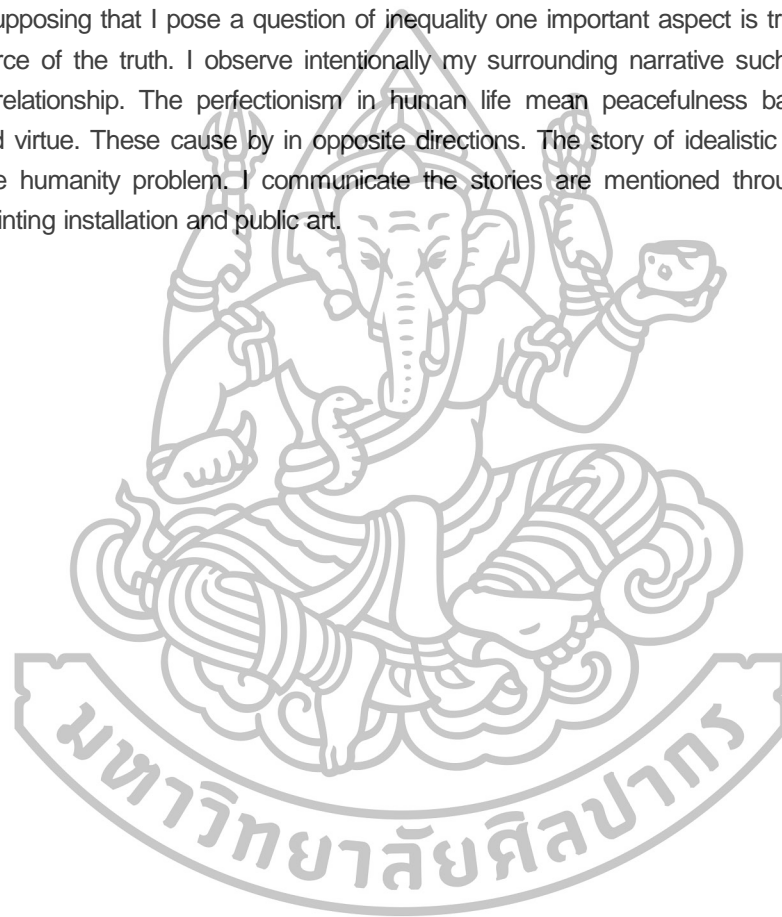 upposing that I pose a question of inequality one important aspect is tr
rce of the truth. I observe intentionally my surrounding narrative such
relationship. The perfectionism in human life mean peacefulness ba
d virtue. These cause by in opposite directions. The story of idealistic
e humanity problem. I communicate the stories are mentioned throu
inting installation and public art.
มหาวิทยาลัยศิลปากร